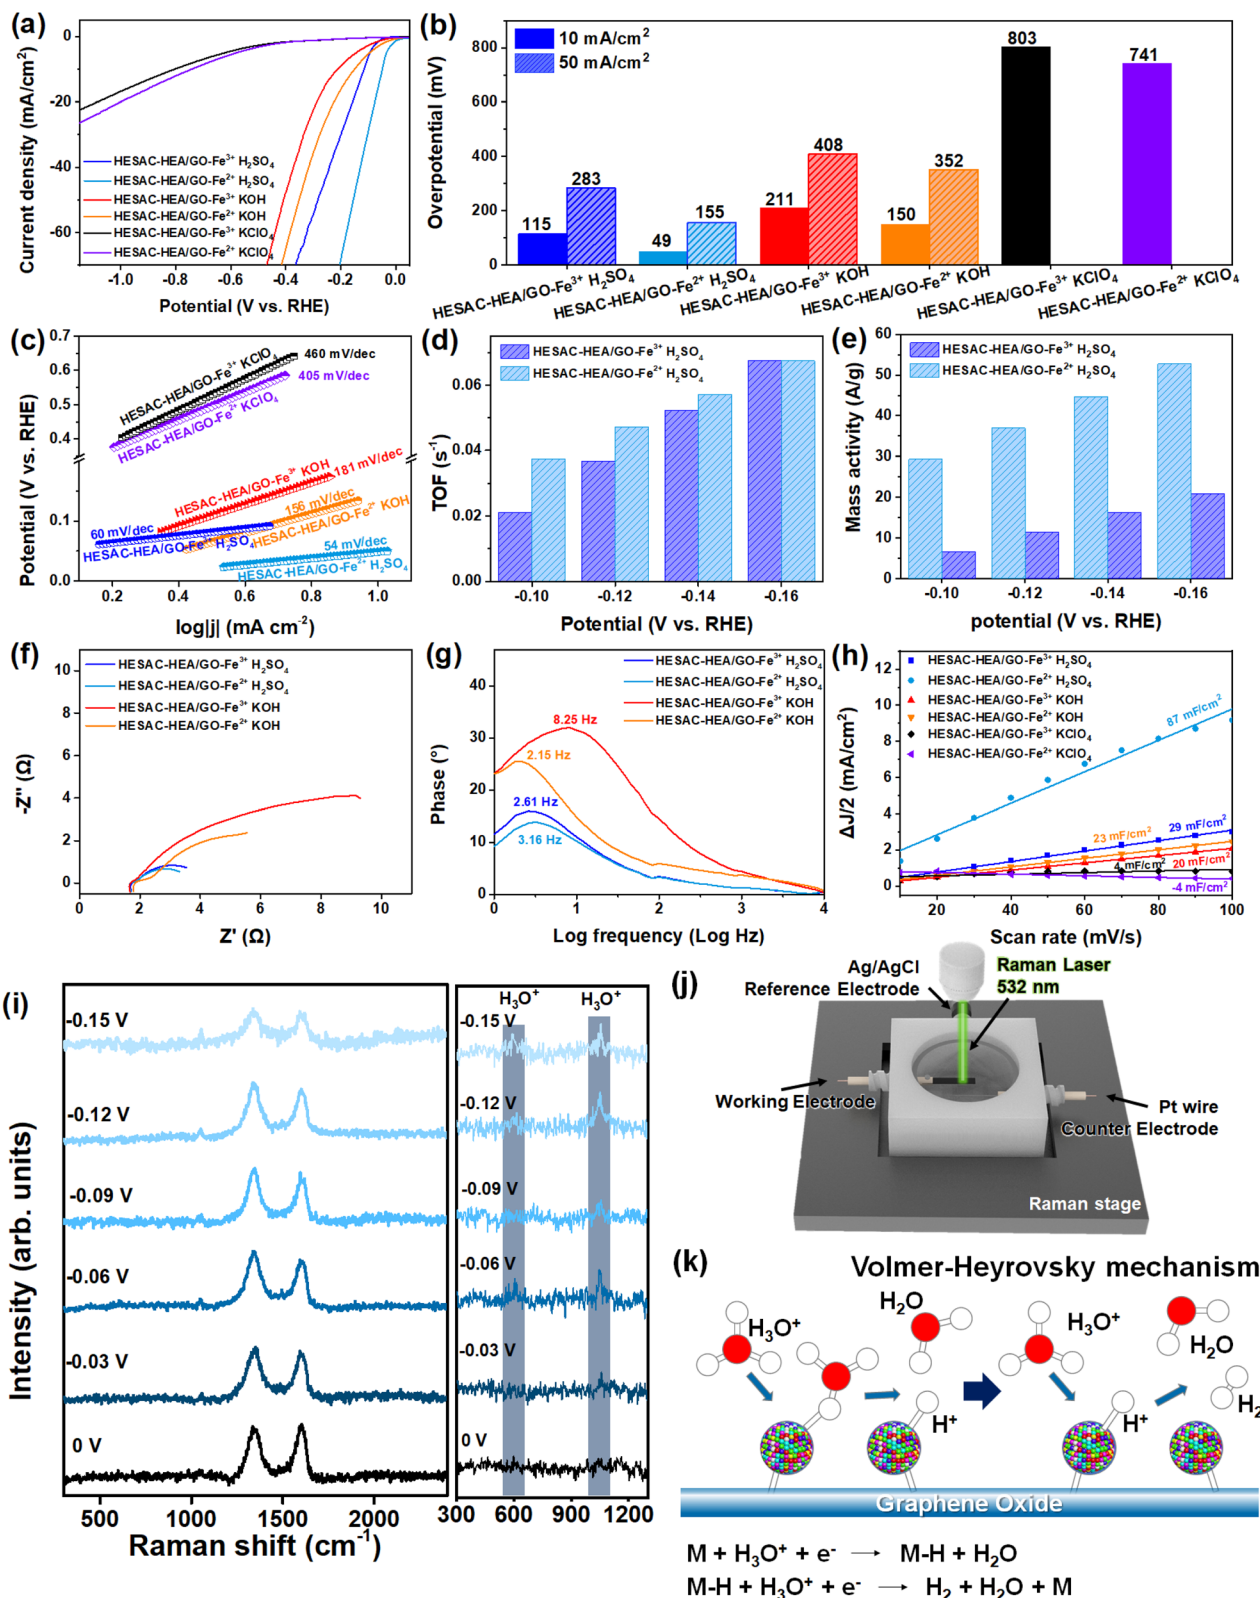 (a)
Current density (mA/cm²)
0
-20
-40
-60
HESAC-HEA/GO-Fe³⁺ H₂SO₄
HESAC-HEA/GO-Fe²⁺ H₂SO₄
HESAC-HEA/GO-Fe³⁺ KOH
HESAC-HEA/GO-Fe²⁺ KOH
HESAC-HEA/GO-Fe³⁺ KClO₄
HESAC-HEA/GO-Fe²⁺ KClO₄
-1.0 -0.8 -0.6 -0.4 -0.2 0.0
Potential (V vs. RHE)
(b)
Overpotential (mV)
800
600
400
200
0
10 mA/cm²
50 mA/cm²
115 283 49 155 211 408 150 352 803 741
HESAC-HEA/GO-Fe³⁺ H₂SO₄
HESAC-HEA/GO-Fe²⁺ H₂SO₄
HESAC-HEA/GO-Fe³⁺ KOH
HESAC-HEA/GO-Fe²⁺ KOH
HESAC-HEA/GO-Fe³⁺ KClO₄
HESAC-HEA/GO-Fe²⁺ KClO₄
(c)
Potential (V vs. RHE)
0.7
0.6
0.5
0.4
0.1
0.0
HESAC-HEA/GO-Fe³⁺ KClO₄
460 mV/dec
405 mV/dec
HESAC-HEA/GO-Fe²⁺ KClO₄
HESAC-HEA/GO-Fe³⁺ KOH
181 mV/dec
156 mV/dec
HESAC-HEA/GO-Fe²⁺ KOH
60 mV/dec
HESAC-HEA/GO-Fe³⁺ H₂SO₄
54 mV/dec
HESAC-HEA/GO-Fe²⁺ H₂SO₄
0.2 0.4 0.6 0.8 1.0
log|j| (mA cm⁻²)
(d)
TOF (s⁻¹)
0.06
0.04
0.02
0.00
HESAC-HEA/GO-Fe³⁺ H₂SO₄
HESAC-HEA/GO-Fe²⁺ H₂SO₄
-0.10 -0.12 -0.14 -0.16
Potential (V vs. RHE)
(e)
Mass activity (A/g)
60
50
40
30
20
10
0
HESAC-HEA/GO-Fe³⁺ H₂SO₄
HESAC-HEA/GO-Fe²⁺ H₂SO₄
-0.10 -0.12 -0.14 -0.16
potential (V vs. RHE)
(f)
-Z'' (Ω)
10
8
6
4
2
0
HESAC-HEA/GO-Fe³⁺ H₂SO₄
HESAC-HEA/GO-Fe²⁺ H₂SO₄
HESAC-HEA/GO-Fe³⁺ KOH
HESAC-HEA/GO-Fe²⁺ KOH
0 2 4 6 8 10
Z' (Ω)
(g)
Phase (°)
40
30
20
10
0
HESAC-HEA/GO-Fe³⁺ H₂SO₄
HESAC-HEA/GO-Fe²⁺ H₂SO₄
HESAC-HEA/GO-Fe³⁺ KOH
HESAC-HEA/GO-Fe²⁺ KOH
8.25 Hz
2.15 Hz
2.61 Hz
3.16 Hz
0 1 2 3 4
Log frequency (Log Hz)
(h)
ΔJ/2 (mA/cm²)
12
10
8
6
4
2
0
HESAC-HEA/GO-Fe³⁺ H₂SO₄
HESAC-HEA/GO-Fe²⁺ H₂SO₄
HESAC-HEA/GO-Fe³⁺ KOH
HESAC-HEA/GO-Fe²⁺ KOH
HESAC-HEA/GO-Fe³⁺ KClO₄
HESAC-HEA/GO-Fe²⁺ KClO₄
87 mF/cm²
29 mF/cm²
23 mF/cm²
4 mF/cm²
20 mF/cm²
-4 mF/cm²
20 40 60 80 100
Scan rate (mV/s)
(i)
Intensity (arb. units)
-0.15 V
-0.12 V
-0.09 V
-0.06 V
-0.03 V
0 V
500 1000 1500 2000
Raman shift (cm⁻¹)
H₃O⁺ H₃O⁺
-0.15 V
-0.12 V
-0.09 V
-0.06 V
-0.03 V
0 V
300 600 900 1200
(j)
Ag/AgCl
Reference Electrode
Raman Laser
532 nm
Working Electrode
Pt wire
Counter Electrode
Raman stage
(k)
Volmer-Heyrovsky mechanism
H₃O⁺
H₂O
H⁺
H₃O⁺
H₂O
H⁺
H₂
Graphene Oxide
M + H₃O⁺ + e⁻ → M-H + H₂O
M-H + H₃O⁺ + e⁻ → H₂ + H₂O + M